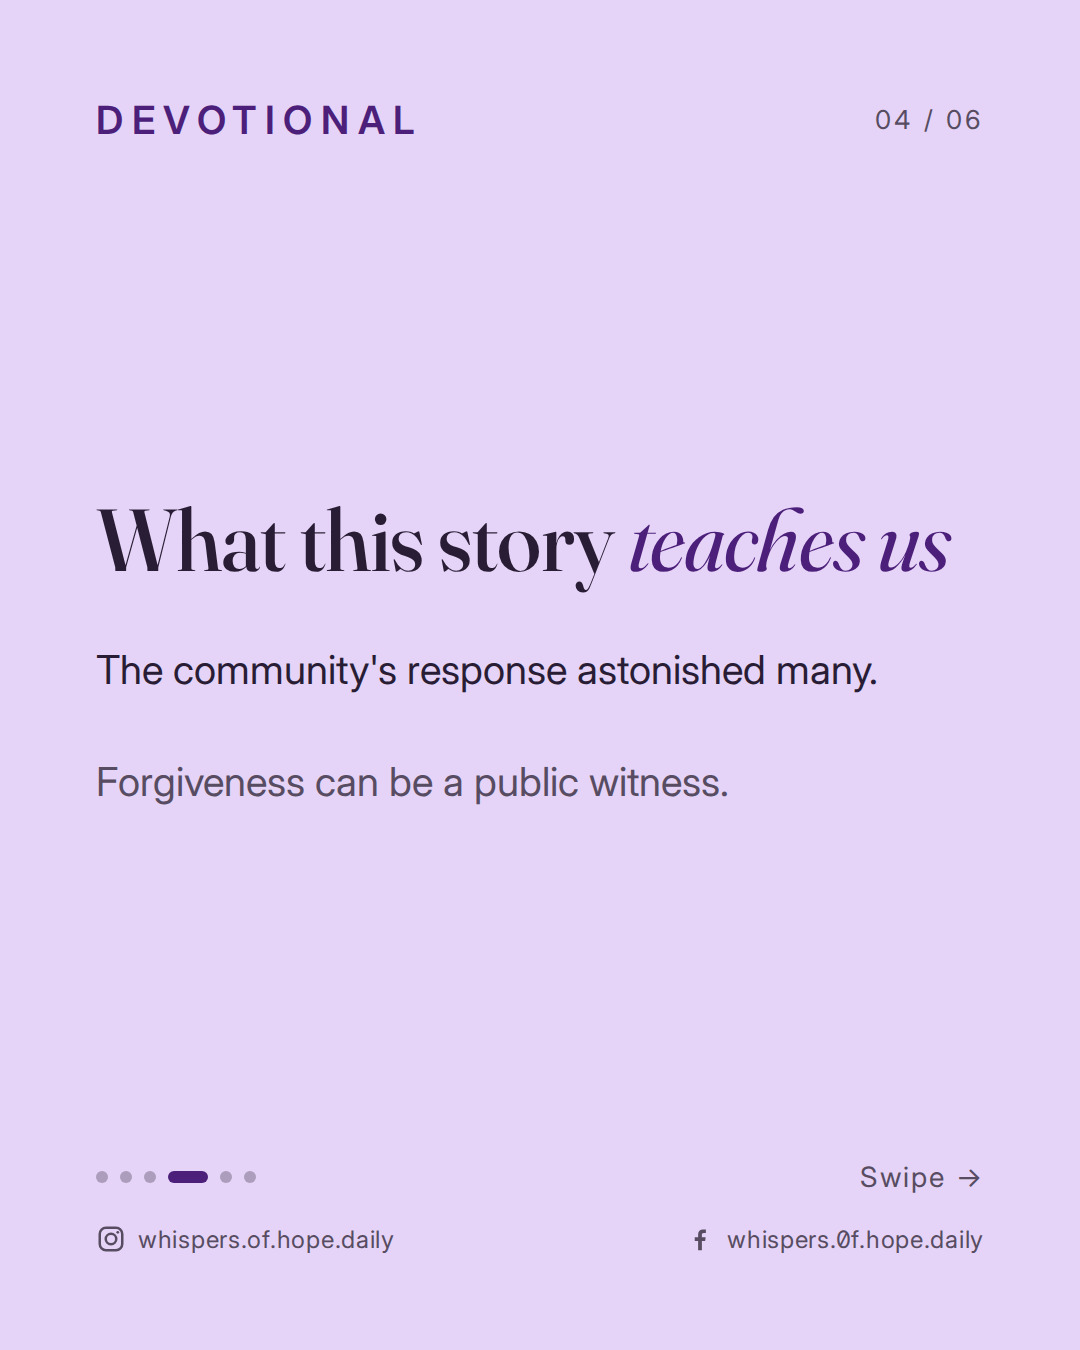 DEVOTIONAL
04 / 06
What this story teaches us
The community's response astonished many.
Forgiveness can be a public witness.
Swipe →
whispers.of.hope.daily
whispers.0f.hope.daily